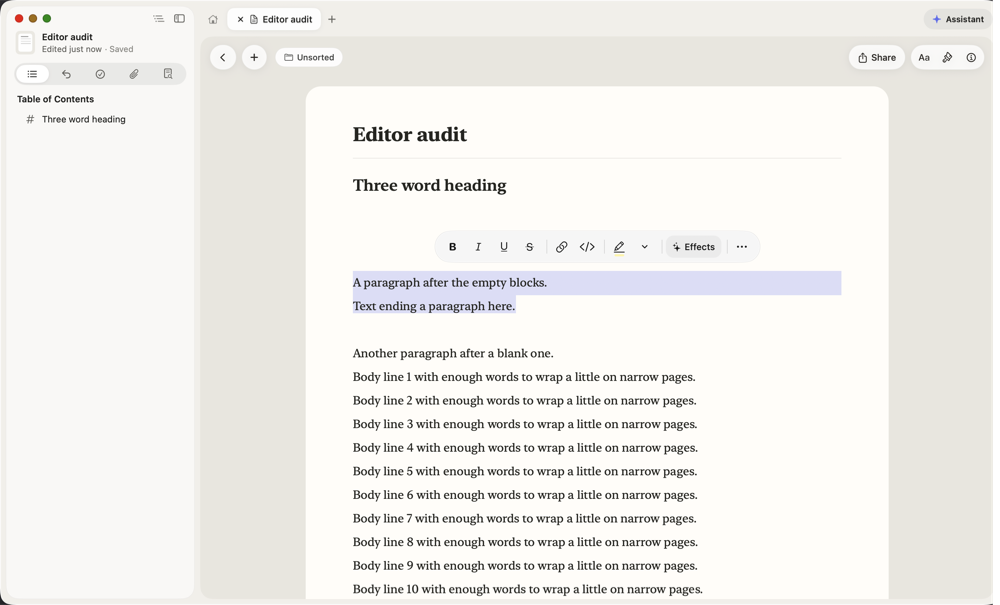 Editor audit
Edited just now · Saved
Table of Contents
# Three word heading
Editor audit
Assistant
Unsorted
Share
Aa
Editor audit
Three word heading
B I U S </> Effects ...
A paragraph after the empty blocks.
Text ending a paragraph here.
Another paragraph after a blank one.
Body line 1 with enough words to wrap a little on narrow pages.
Body line 2 with enough words to wrap a little on narrow pages.
Body line 3 with enough words to wrap a little on narrow pages.
Body line 4 with enough words to wrap a little on narrow pages.
Body line 5 with enough words to wrap a little on narrow pages.
Body line 6 with enough words to wrap a little on narrow pages.
Body line 7 with enough words to wrap a little on narrow pages.
Body line 8 with enough words to wrap a little on narrow pages.
Body line 9 with enough words to wrap a little on narrow pages.
Body line 10 with enough words to wrap a little on narrow pages.